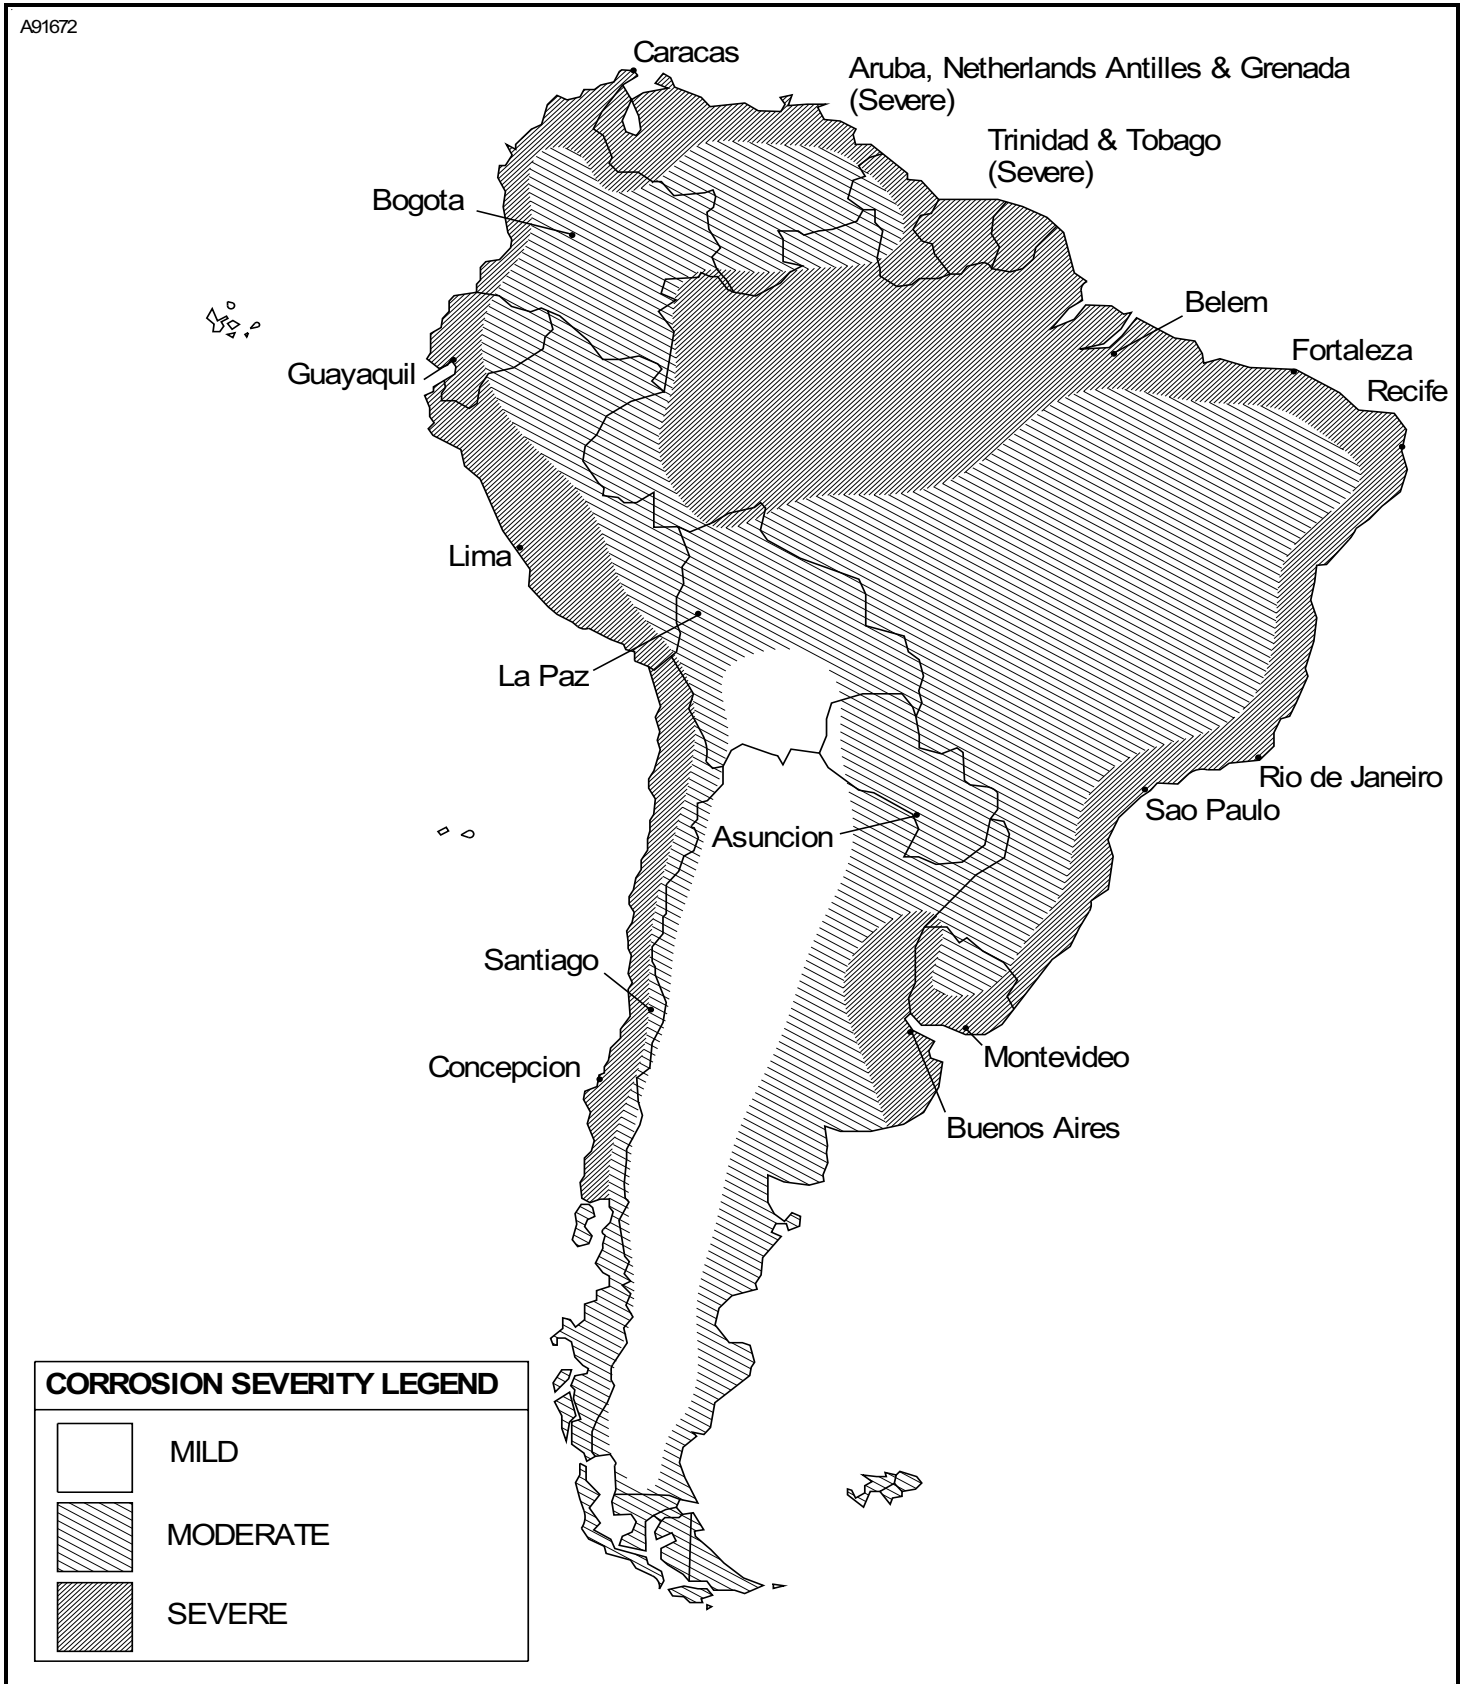 A91672
Caracas
Aruba, Netherlands Antilles & Grenada
(Severe)
Trinidad & Tobago
(Severe)
Bogota
Belem
Guayaquil
Fortaleza
Recife
Lima
La Paz
Rio de Janeiro
Sao Paulo
Asuncion
Santiago
Concepcion
Montevideo
Buenos Aires
CORROSION SEVERITY LEGEND
MILD
MODERATE
SEVERE